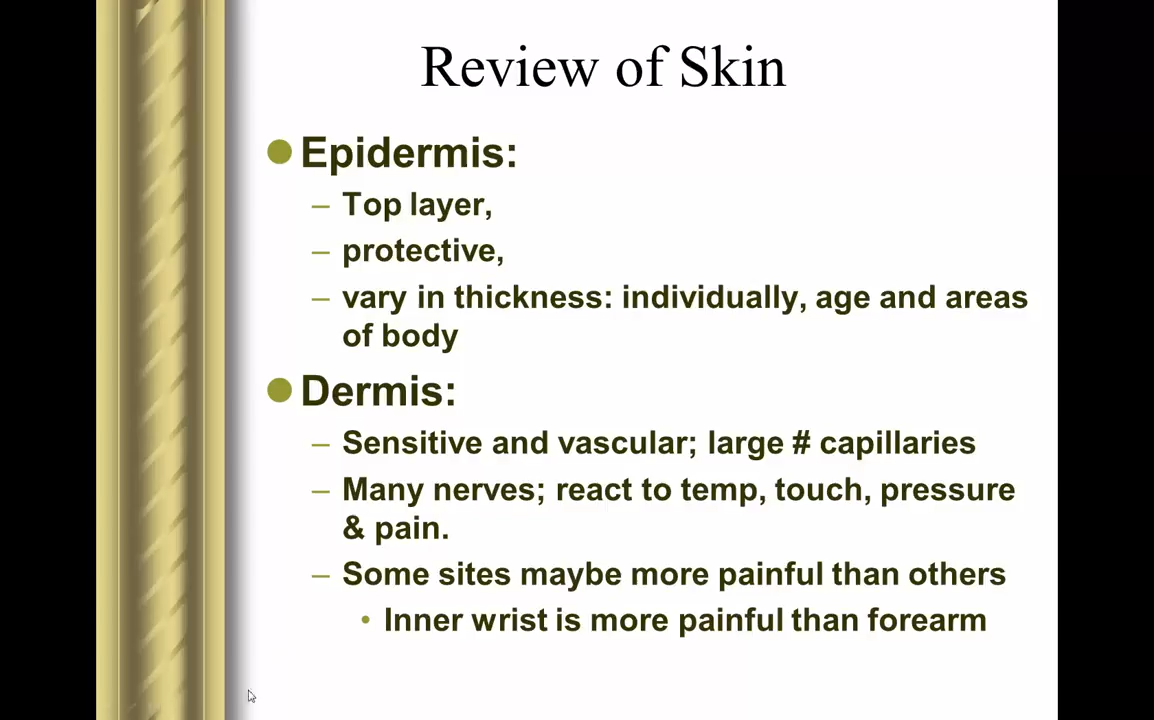 Review of Skin
Epidermis:
– Top layer,
– protective,
– vary in thickness: individually, age and areas
of body
Dermis:
– Sensitive and vascular; large # capillaries
– Many nerves; react to temp, touch, pressure
& pain.
– Some sites maybe more painful than others
• Inner wrist is more painful than forearm